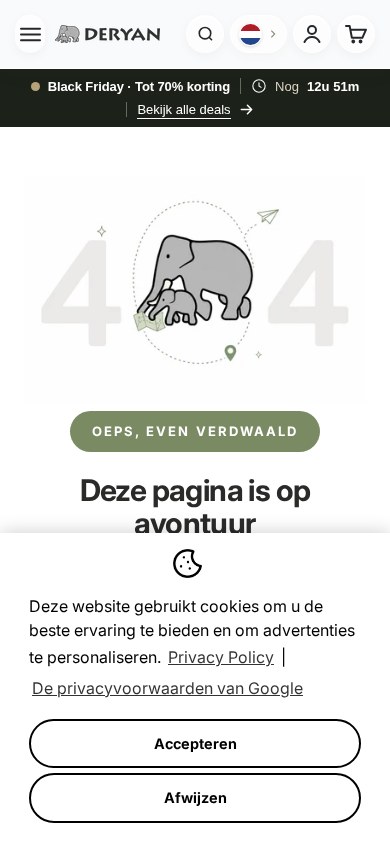 DERYAN
Black Friday · Tot 70% korting
Nog 12u 51m
Bekijk alle deals →
4 4
OEPS, EVEN VERDWAALD
Deze pagina is op
avontuur
Deze website gebruikt cookies om u de
beste ervaring te bieden en om advertenties
te personaliseren. Privacy Policy |
De privacyvoorwaarden van Google
Accepteren
Afwijzen